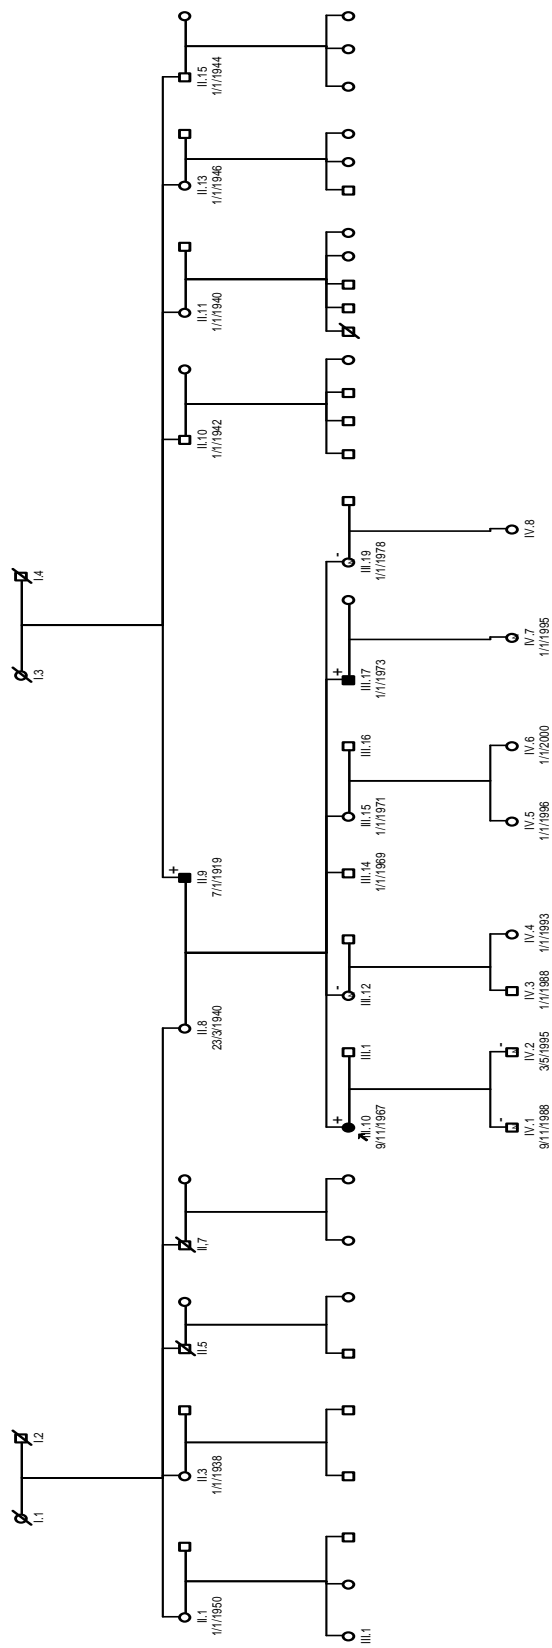 I.1
I.2
I.3
I.4
II.1
1/1/1950
II.3
1/1/1938
II.5
II,7
II.8
23/3/1940
+
II.9
7/1/1919
II.10
1/1/1942
II.11
1/1/1940
II.13
1/1/1946
II.15
1/1/1944
III.1
+
III.10
9/11/1967
III.1
-
III.12
III.14
1/1/1969
III.15
1/1/1971
III.16
+
III.17
1/1/1973
-
III.19
1/1/1978
-
IV.1
9/11/1988
-
IV.2
3/5/1995
IV.3
1/1/1988
IV.4
1/1/1993
IV.5
1/1/1996
IV.6
1/1/2000
IV.7
1/1/1995
IV.8